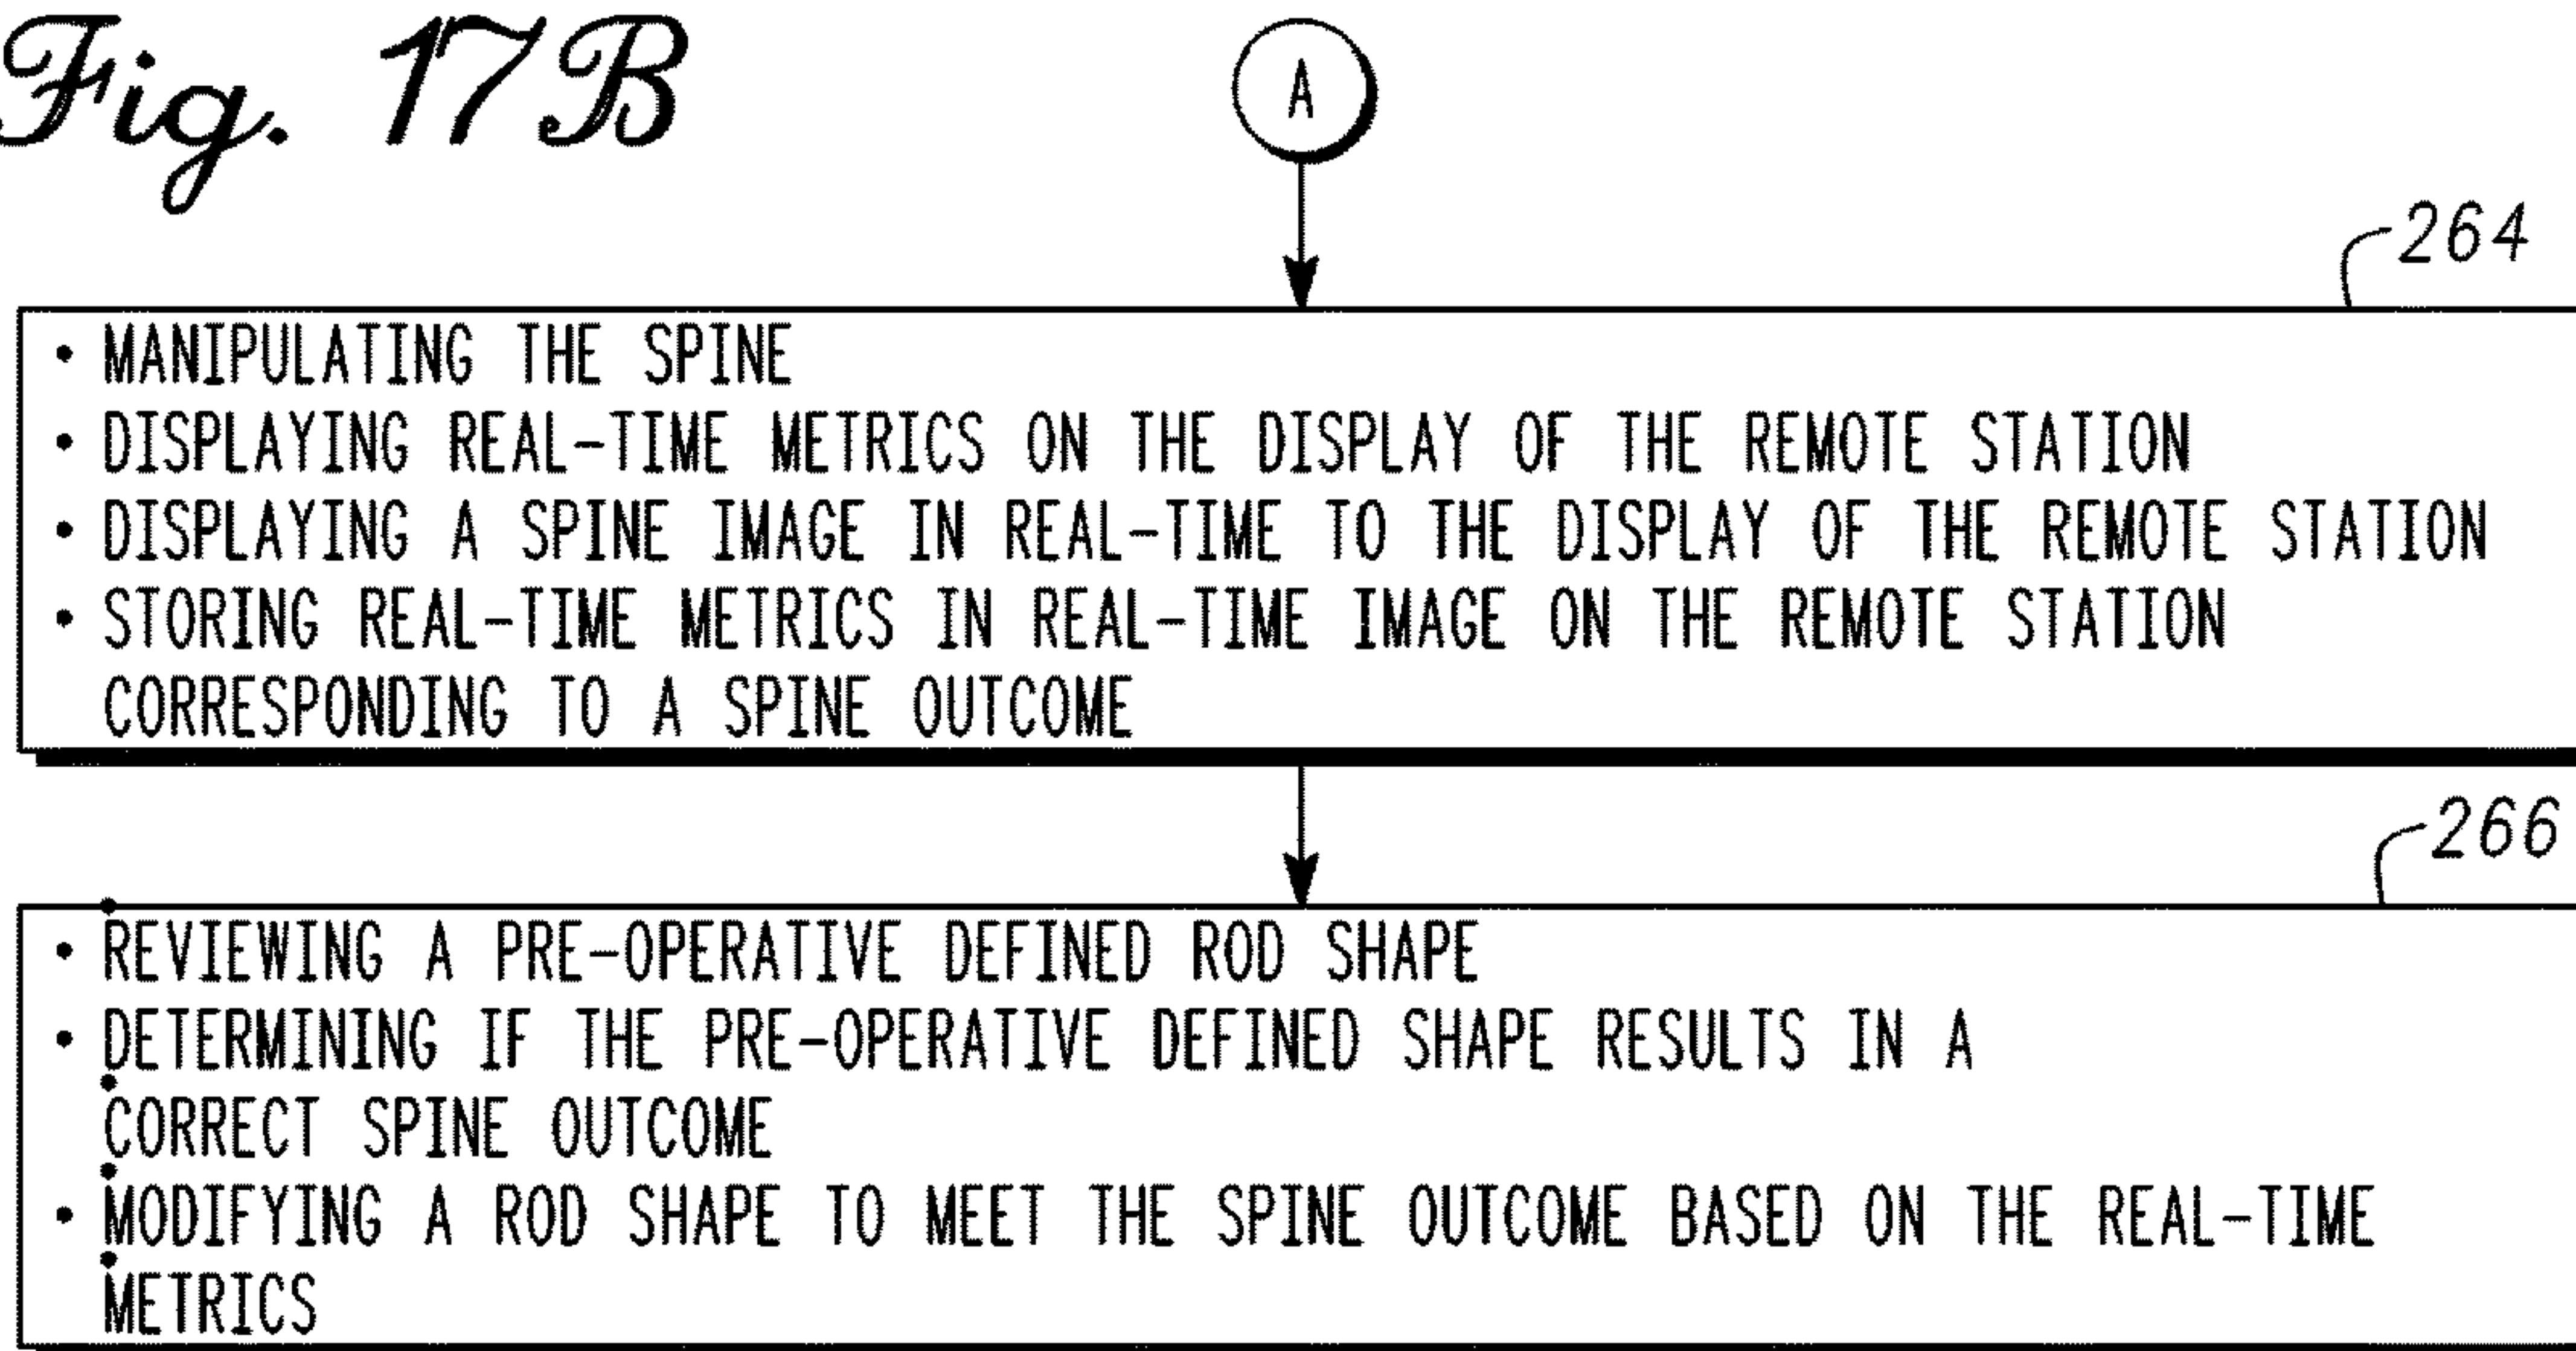 Fig. 17B
A
264
• MANIPULATING THE SPINE
• DISPLAYING REAL-TIME METRICS ON THE DISPLAY OF THE REMOTE STATION
• DISPLAYING A SPINE IMAGE IN REAL-TIME TO THE DISPLAY OF THE REMOTE STATION
• STORING REAL-TIME METRICS IN REAL-TIME IMAGE ON THE REMOTE STATION
CORRESPONDING TO A SPINE OUTCOME
266
• REVIEWING A PRE-OPERATIVE DEFINED ROD SHAPE
• DETERMINING IF THE PRE-OPERATIVE DEFINED SHAPE RESULTS IN A
CORRECT SPINE OUTCOME
• MODIFYING A ROD SHAPE TO MEET THE SPINE OUTCOME BASED ON THE REAL-TIME
METRICS